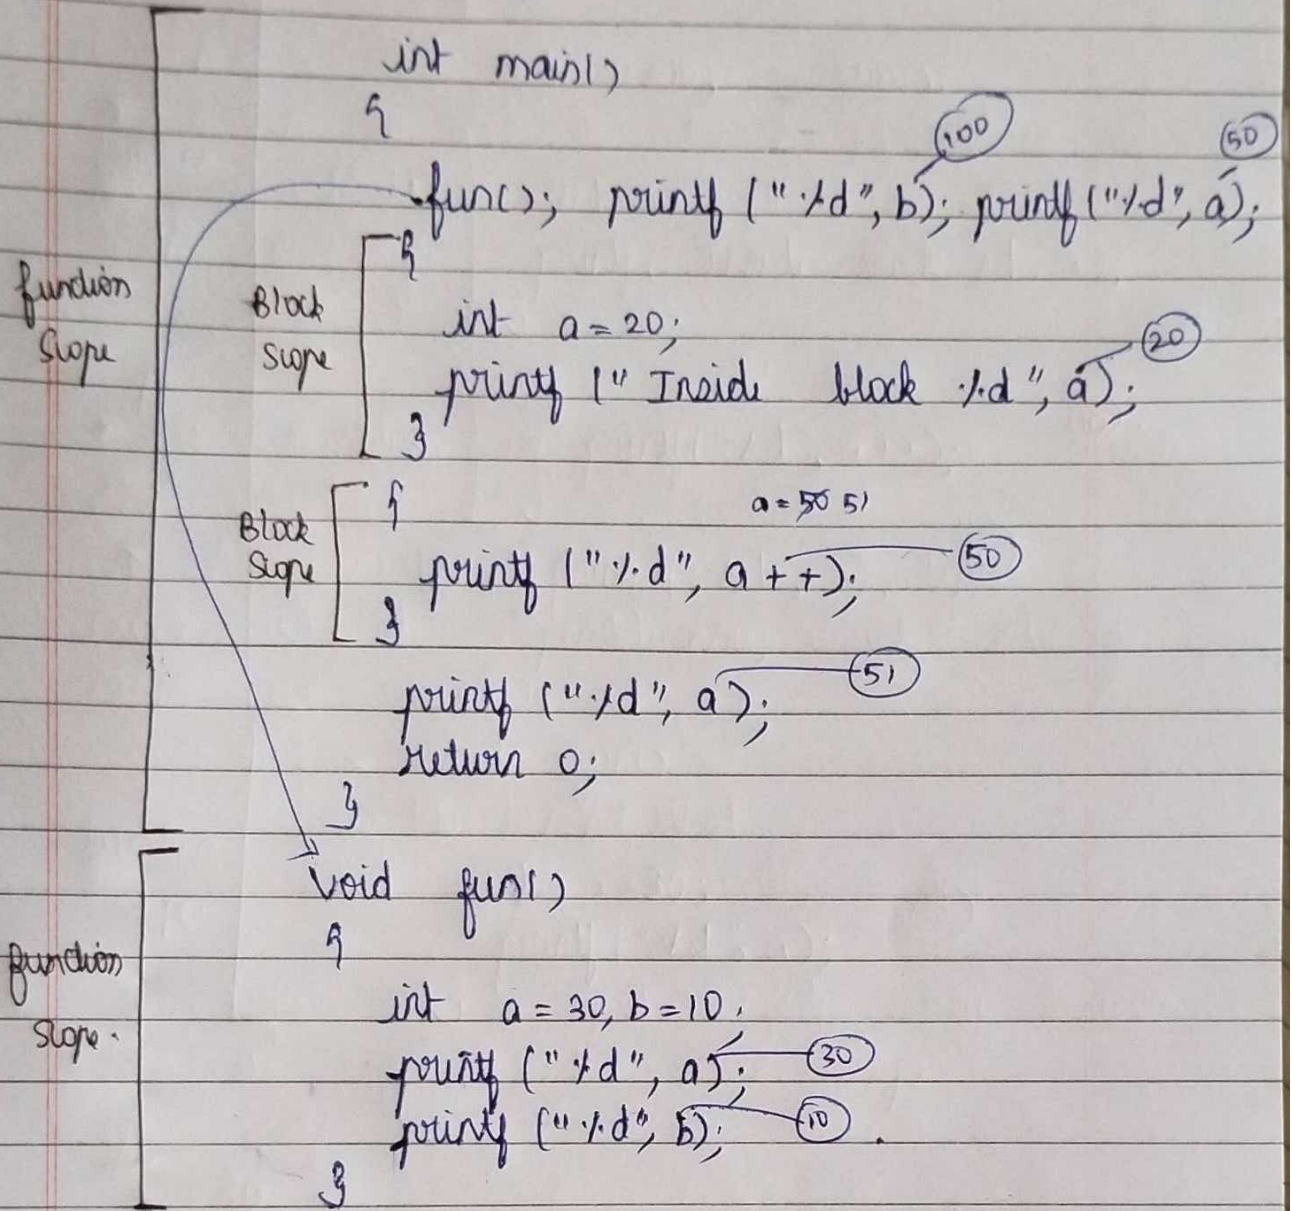 int main()
{
100
50
fun(); printf ("%d", b); printf("%d", a);
{
function
scope
Block
scope
int a = 20;
20
printf (" Inside block %d", a);
}
{
a = 50 51
Block
Scope
printf ("%d", a++);
50
}
printf ("%d", a);
51
return 0;
}
void fun()
{
function
scope.
int a = 30, b = 10;
printf ("%d", a);
30
printf ("%d", b);
10
}